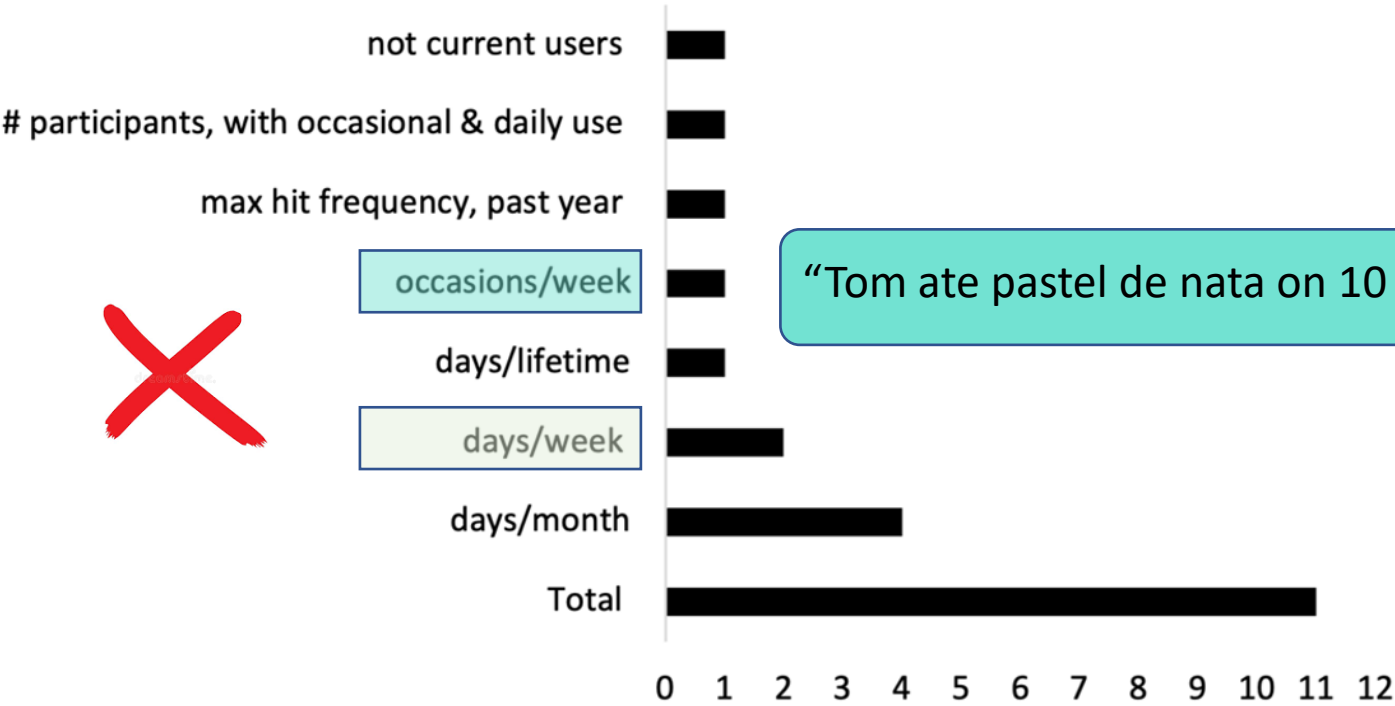 not current users
# participants, with occasional & daily use
max hit frequency, past year
occasions/week
“Tom ate pastel de nata on 10
days/lifetime
days/week
days/month
Total
0 1 2 3 4 5 6 7 8 9 10 11 12